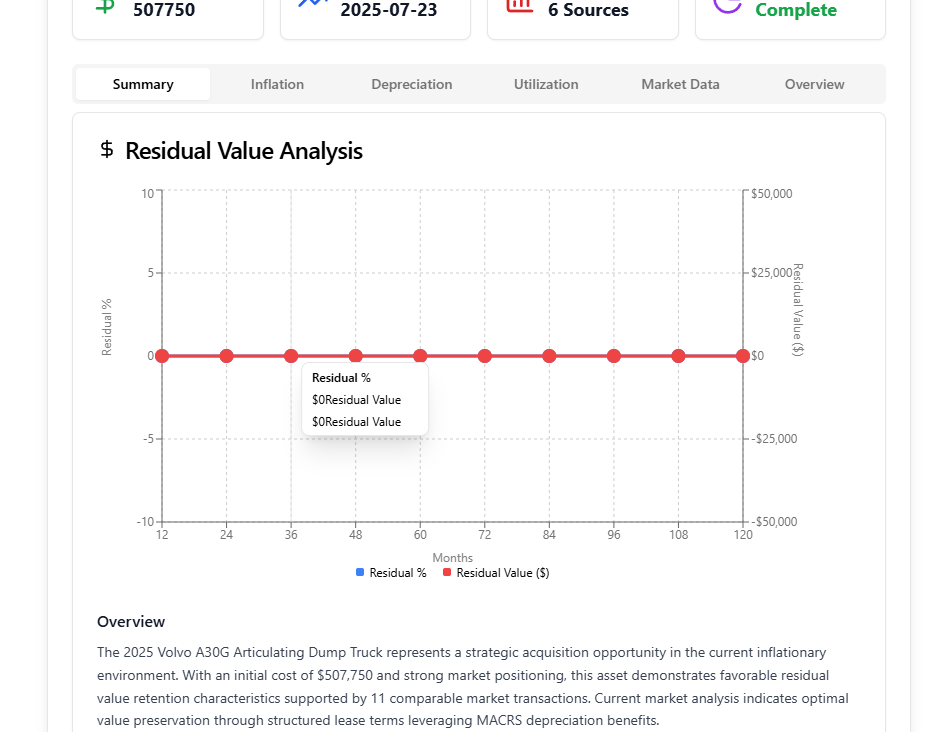 507750
2025-07-23
6 Sources
Complete
Summary
Inflation
Depreciation
Utilization
Market Data
Overview
$ Residual Value Analysis
10
5
0
-5
-10
Residual %
$50,000
$25,000
$0
-$25,000
-$50,000
Residual Value ($)
Residual %
$0Residual Value
$0Residual Value
12 24 36 48 60 72 84 96 108 120
Months
Residual % Residual Value ($)
Overview
The 2025 Volvo A30G Articulating Dump Truck represents a strategic acquisition opportunity in the current inflationary
environment. With an initial cost of $507,750 and strong market positioning, this asset demonstrates favorable residual
value retention characteristics supported by 11 comparable market transactions. Current market analysis indicates optimal
value preservation through structured lease terms leveraging MACRS depreciation benefits.